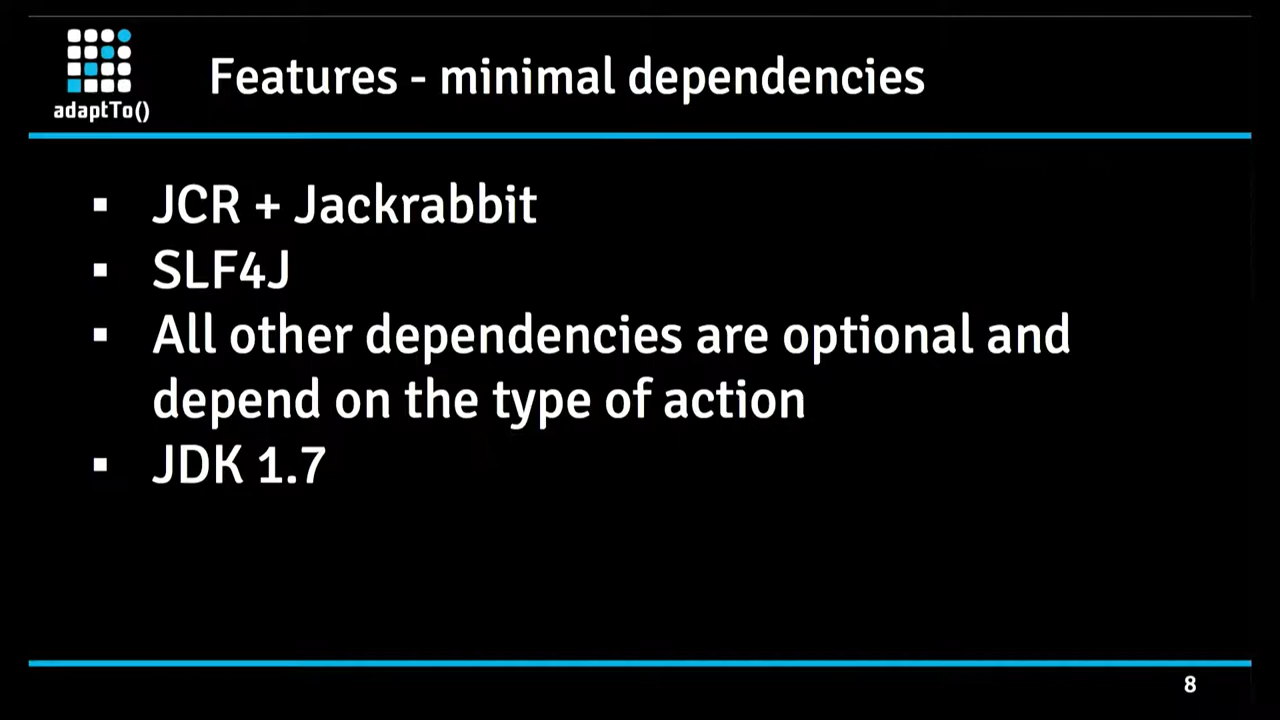 adaptTo()
Features - minimal dependencies
▪ JCR + Jackrabbit
▪ SLF4J
▪ All other dependencies are optional and
depend on the type of action
▪ JDK 1.7
8